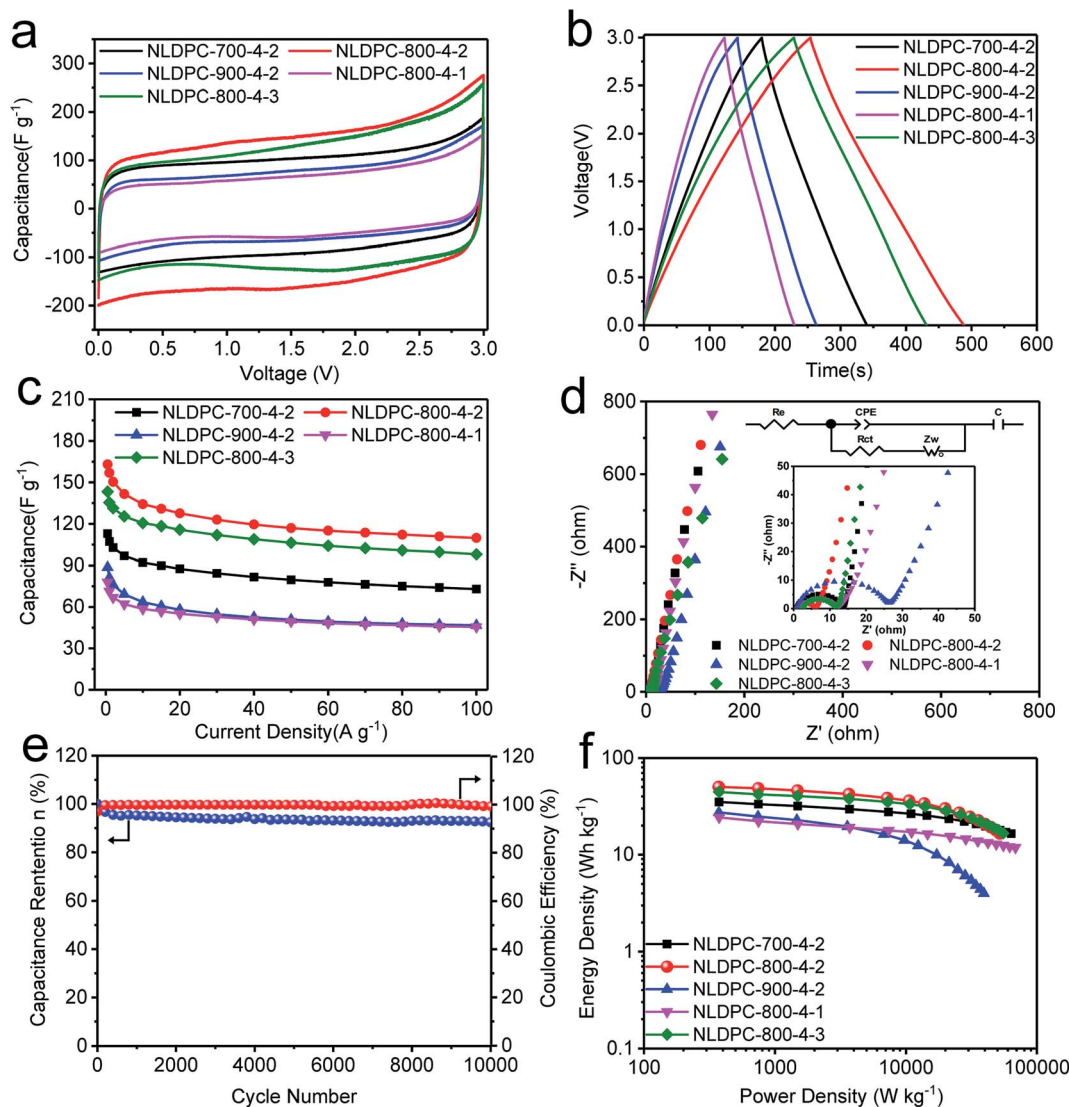 a
NLDPC-700-4-2 NLDPC-800-4-2
NLDPC-900-4-2 NLDPC-800-4-1
NLDPC-800-4-3
300
200
100
0
-100
-200
Capacitance(F g⁻¹)
0.0 0.5 1.0 1.5 2.0 2.5 3.0
Voltage (V)
b
NLDPC-700-4-2
NLDPC-800-4-2
NLDPC-900-4-2
NLDPC-800-4-1
NLDPC-800-4-3
3.0
2.5
2.0
1.5
1.0
0.5
0.0
Voltage(V)
0 100 200 300 400 500 600
Time(s)
c
NLDPC-700-4-2 NLDPC-800-4-2
NLDPC-900-4-2 NLDPC-800-4-1
NLDPC-800-4-3
210
180
150
120
90
60
30
0
Capacitance(F g⁻¹)
0 20 40 60 80 100
Current Density(A g⁻¹)
d
Re CPE C
Rct Zw
800
600
400
200
0
-Z" (ohm)
50
40
30
20
10
0
-Z" (ohm)
0 10 20 30 40 50
Z' (ohm)
NLDPC-700-4-2 NLDPC-800-4-2
NLDPC-900-4-2 NLDPC-800-4-1
NLDPC-800-4-3
0 200 400 600 800
Z' (ohm)
e
120
100
80
60
40
20
0
Capacitance Rentention (%)
120
100
80
60
40
20
0
Coulombic Efficiency (%)
0 2000 4000 6000 8000 10000
Cycle Number
f
100
10
1
0.1
Energy Density (Wh kg⁻¹)
NLDPC-700-4-2
NLDPC-800-4-2
NLDPC-900-4-2
NLDPC-800-4-1
NLDPC-800-4-3
100 1000 10000 100000
Power Density (W kg⁻¹)